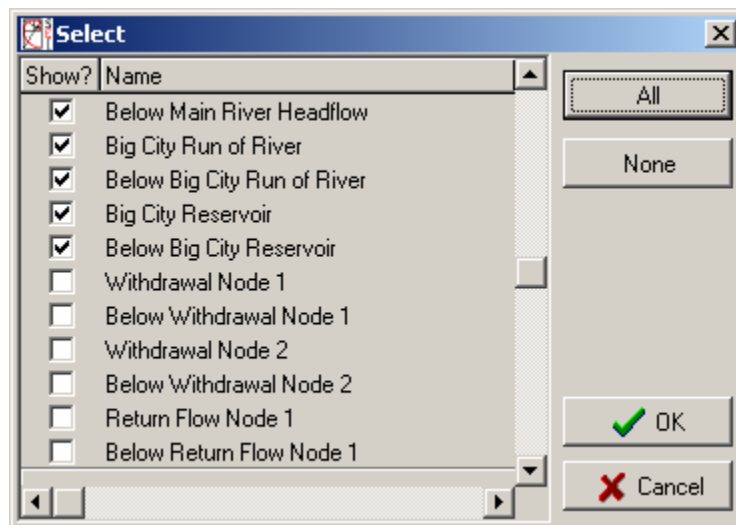 Select
Show? Name
Below Main River Headflow
Big City Run of River
Below Big City Run of River
Big City Reservoir
Below Big City Reservoir
Withdrawal Node 1
Below Withdrawal Node 1
Withdrawal Node 2
Below Withdrawal Node 2
Return Flow Node 1
Below Return Flow Node 1
All
None
OK
Cancel